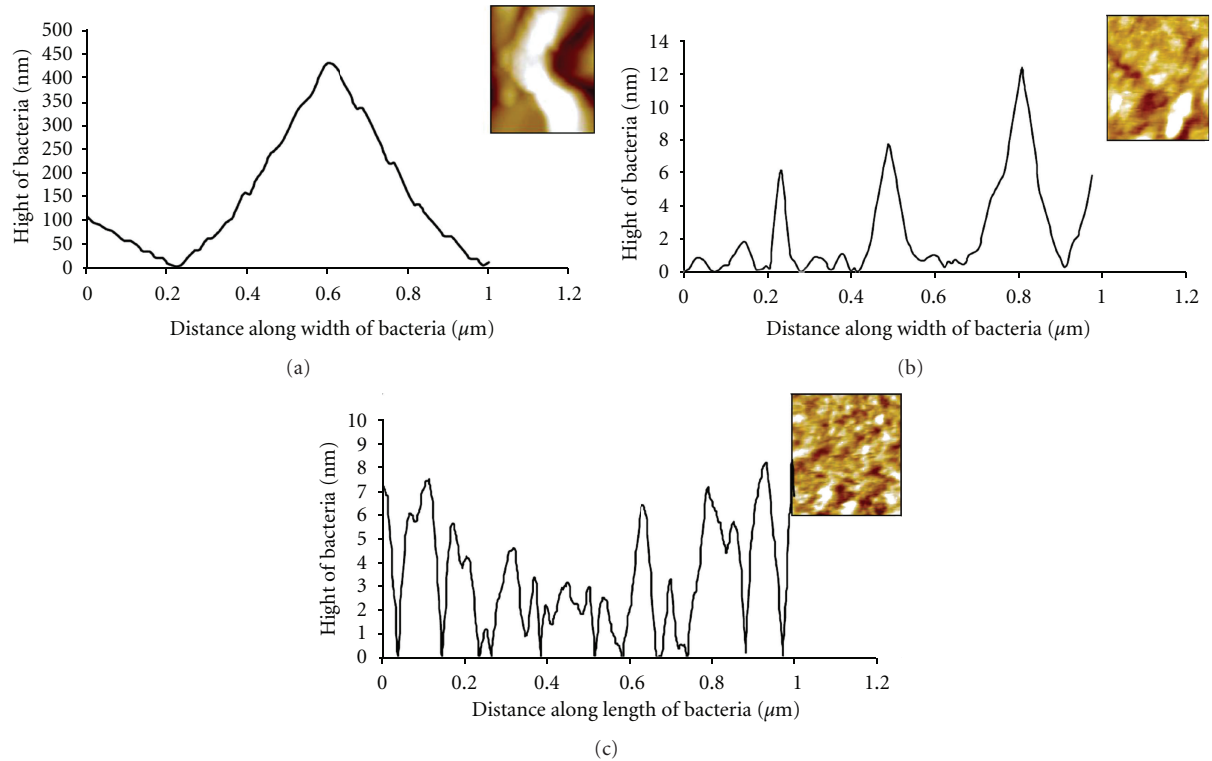 500
450
400
350
300
250
200
150
100
50
0
Hight of bacteria (nm)
0 0.2 0.4 0.6 0.8 1 1.2
Distance along width of bacteria (μm)
(a)
14
12
10
8
6
4
2
0
Hight of bacteria (nm)
0 0.2 0.4 0.6 0.8 1 1.2
Distance along width of bacteria (μm)
(b)
10
9
8
7
6
5
4
3
2
1
0
Hight of bacteria (nm)
0 0.2 0.4 0.6 0.8 1 1.2
Distance along length of bacteria (μm)
(c)